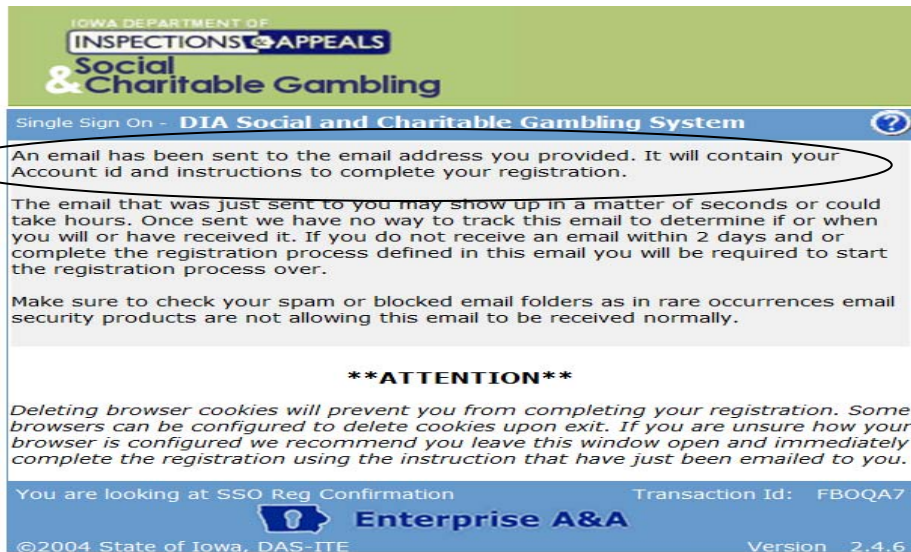 IOWA DEPARTMENT OF
INSPECTIONS & APPEALS
Social
& Charitable Gambling
Single Sign On - DIA Social and Charitable Gambling System ?
An email has been sent to the email address you provided. It will contain your
Account id and instructions to complete your registration.
The email that was just sent to you may show up in a matter of seconds or could
take hours. Once sent we have no way to track this email to determine if or when
you will or have received it. If you do not receive an email within 2 days and or
complete the registration process defined in this email you will be required to start
the registration process over.
Make sure to check your spam or blocked email folders as in rare occurrences email
security products are not allowing this email to be received normally.
**ATTENTION**
Deleting browser cookies will prevent you from completing your registration. Some
browsers can be configured to delete cookies upon exit. If you are unsure how your
browser is configured we recommend you leave this window open and immediately
complete the registration using the instruction that have just been emailed to you.
You are looking at SSO Reg Confirmation Transaction Id: FBOQA7
Enterprise A&A
©2004 State of Iowa, DAS-ITE Version 2.4.6